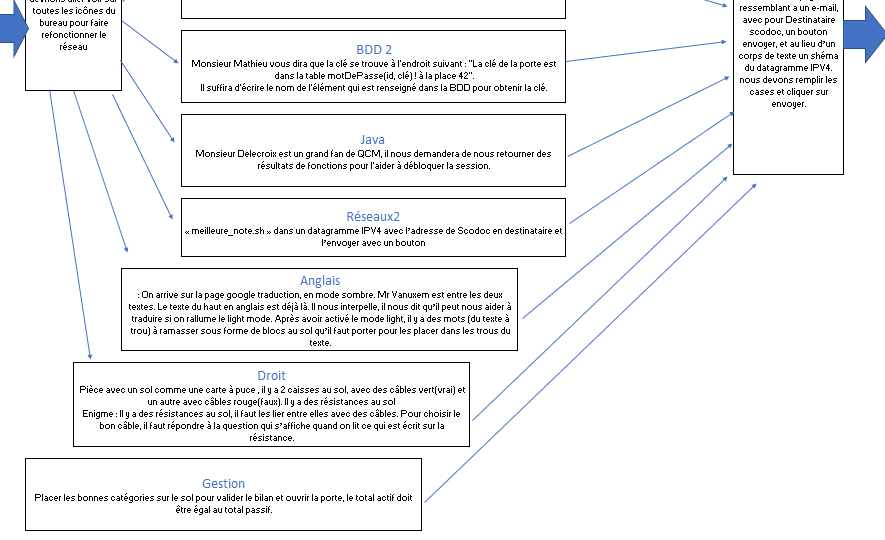 toutes les icônes du
bureau pour faire
refonctionner le
réseau
BDD 2
Monsieur Mathieu vous dira que la clé se trouve à l'endroit suivant : "La clé de la porte est
dans la table motDePasse(id, clé) ! à la place 42".
Il suffira d'écrire le nom de l'élément qui est renseigné dans la BDD pour obtenir la clé.
Java
Monsieur Delecroix est un grand fan de QCM, il nous demandera de nous retourner des
résultats de fonctions pour l'aider à débloquer la session.
Réseaux2
« meilleure_note.sh » dans un datagramme IPV4 avec l'adresse de Scodoc en destinataire et
l'envoyer avec un bouton
Anglais
: On arrive sur la page google traduction, en mode sombre. Mr Vanuxem est entre les deux
textes. Le texte du haut en anglais est déjà là. Il nous interpelle, il nous dit qu'il peut nous aider à
traduire si on rallume le light mode. Après avoir activé le mode light, il y a des mots (du texte à
trou) à ramasser sous forme de blocs au sol qu'il faut porter pour les placer dans les trous du
texte.
Droit
Pièce avec un sol comme une carte à puce , il y a 2 caisses au sol, avec des câbles vert(vrai) et
un autre avec câbles rouge(faux). Il y a des résistances au sol
Enigme : Il y a des résistances au sol, il faut les lier entre elles avec des câbles. Pour choisir le
bon câble, il faut répondre à la question qui s'affiche quand on lit ce qui est écrit sur la
résistance.
Gestion
Placer les bonnes catégories sur le sol pour valider le bilan et ouvrir la porte, le total actif doit
être égal au total passif.
ressemblant a un e-mail,
avec pour Destinataire
scodoc, un bouton
envoyer, et au lieu d'un
corps de texte un shéma
du datagramme IPV4.
nous devons remplir les
cases et cliquer sur
envoyer.